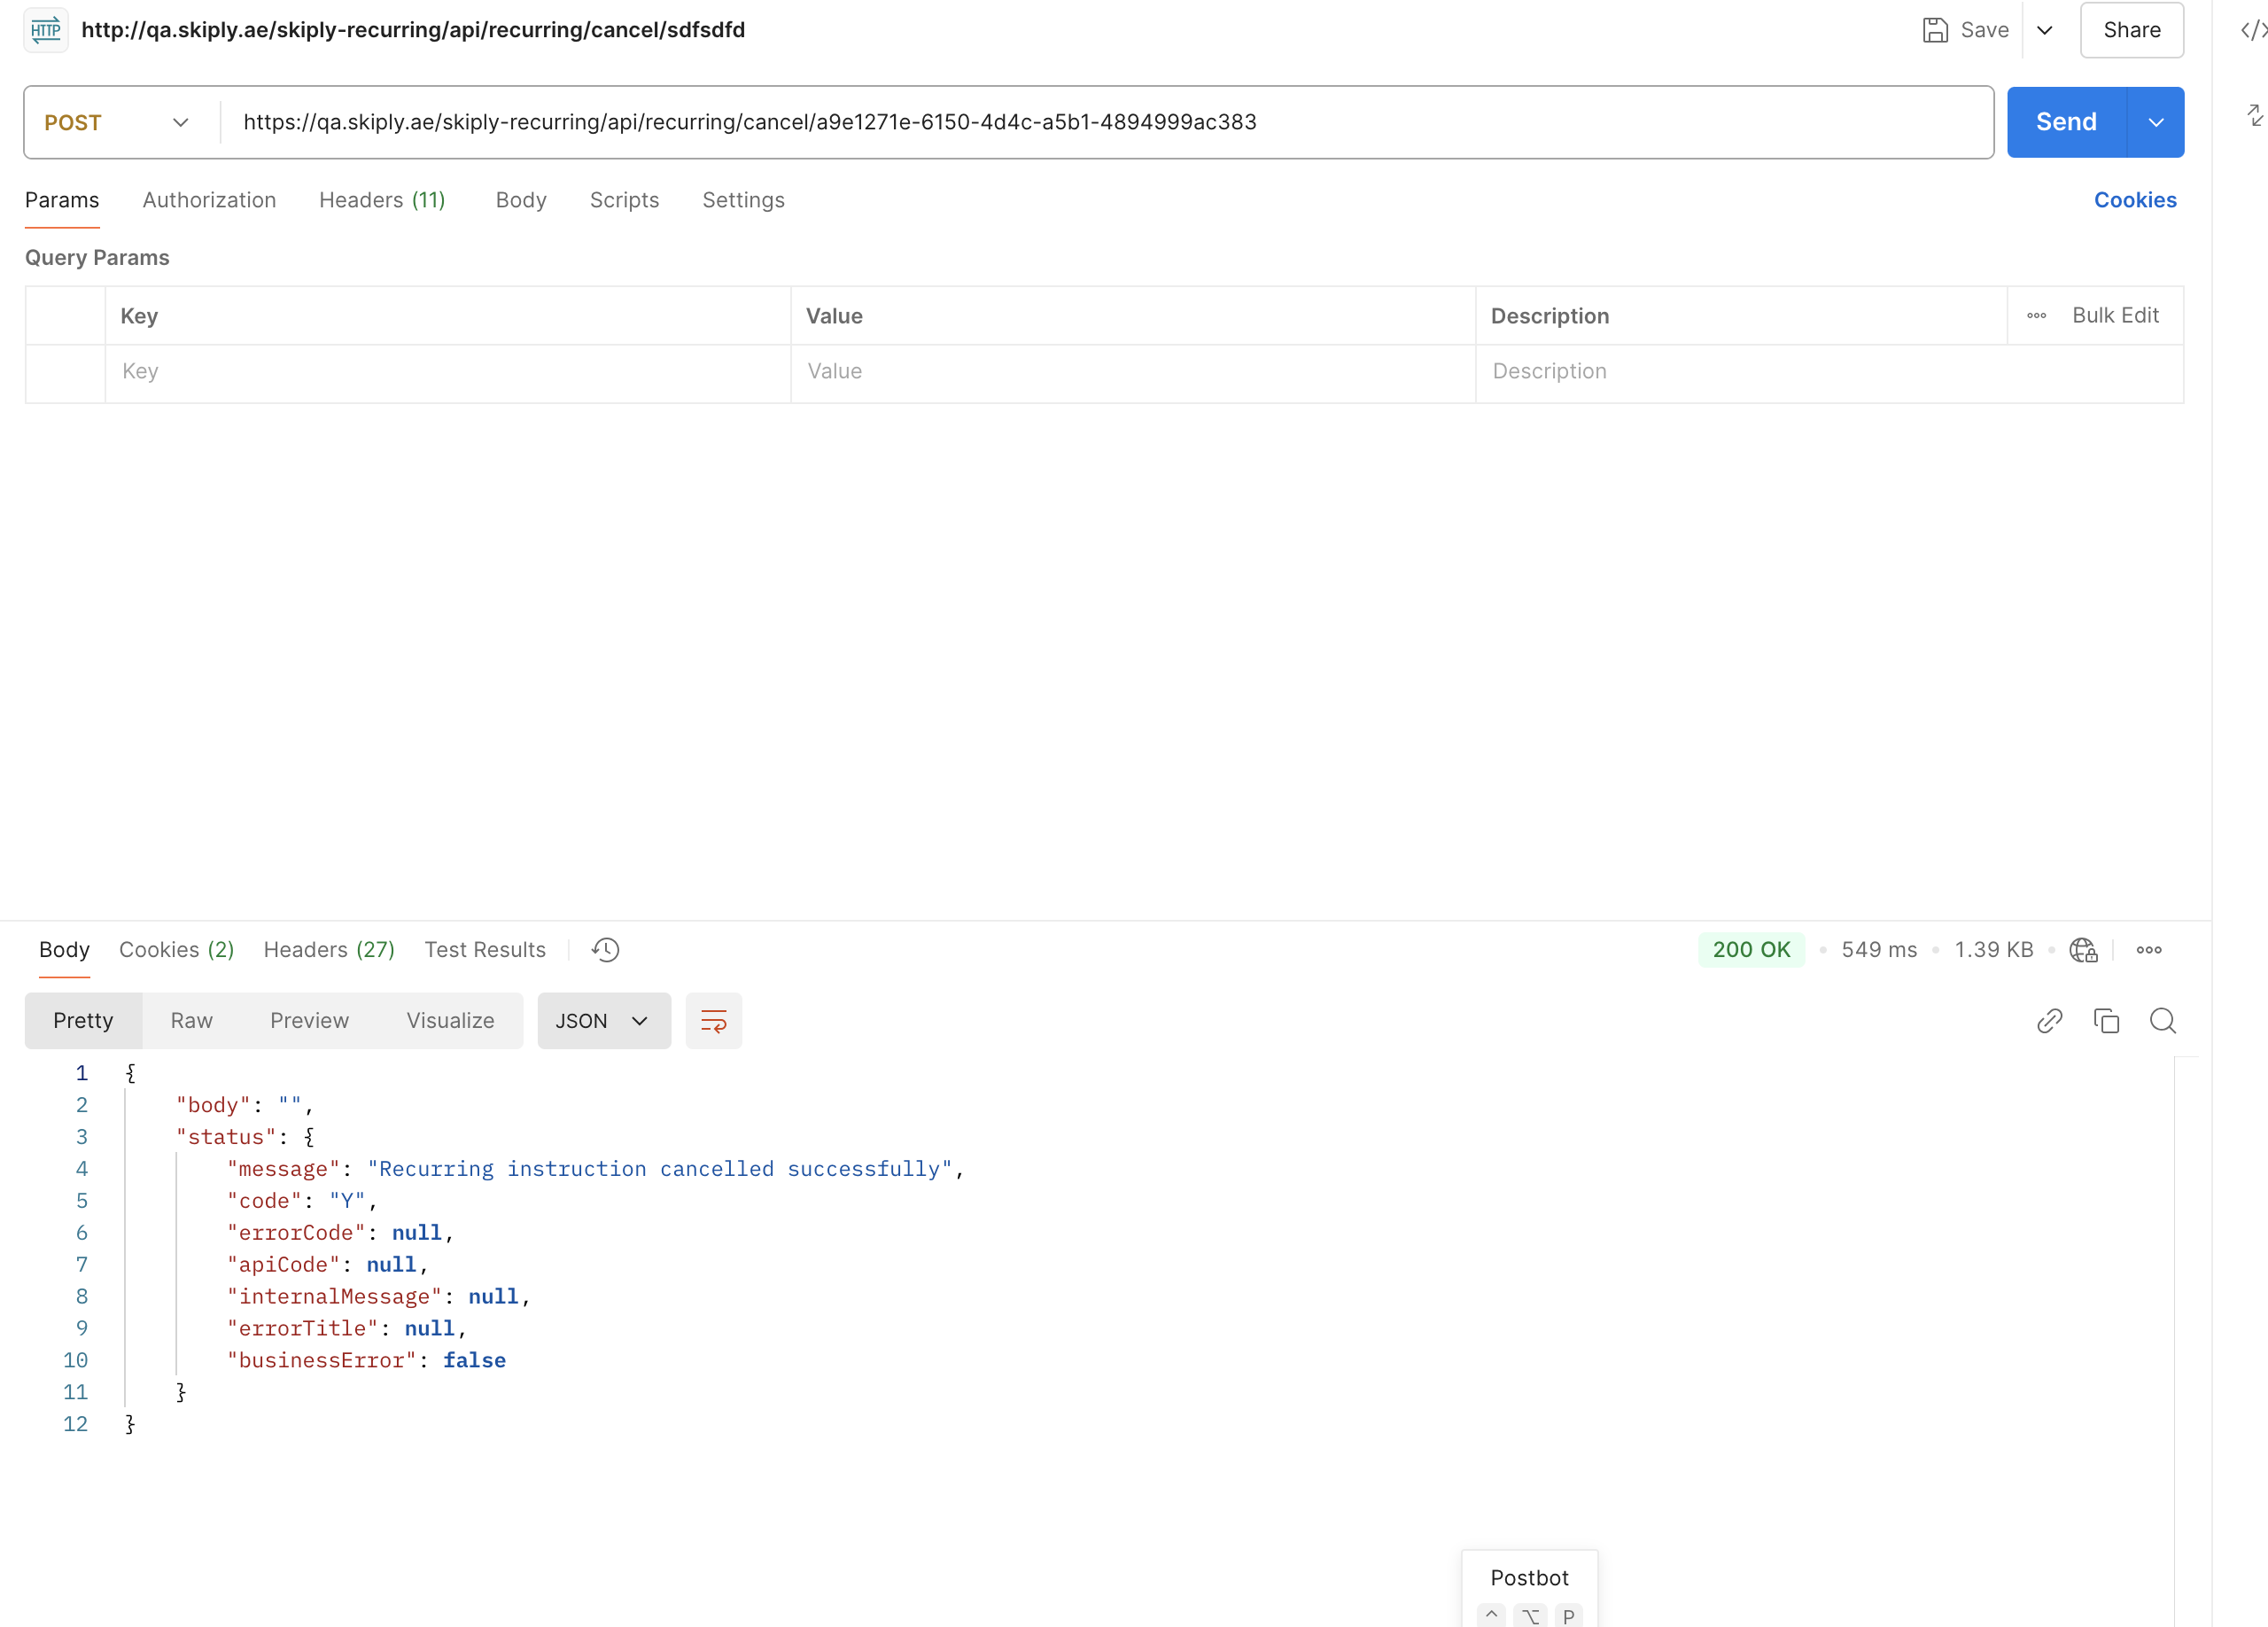 HTTP http://qa.skiply.ae/skiply-recurring/api/recurring/cancel/sdfsdfd Save Share
POST https://qa.skiply.ae/skiply-recurring/api/recurring/cancel/a9e1271e-6150-4d4c-a5b1-4894999ac383 Send
Params Authorization Headers (11) Body Scripts Settings Cookies
Query Params
Key Value Description Bulk Edit
Key Value Description
Body Cookies (2) Headers (27) Test Results 200 OK 549 ms 1.39 KB
Pretty Raw Preview Visualize JSON
1 {
2 "body": "",
3 "status": {
4 "message": "Recurring instruction cancelled successfully",
5 "code": "Y",
6 "errorCode": null,
7 "apiCode": null,
8 "internalMessage": null,
9 "errorTitle": null,
10 "businessError": false
11 }
12 }
Postbot
^ ⌥ P